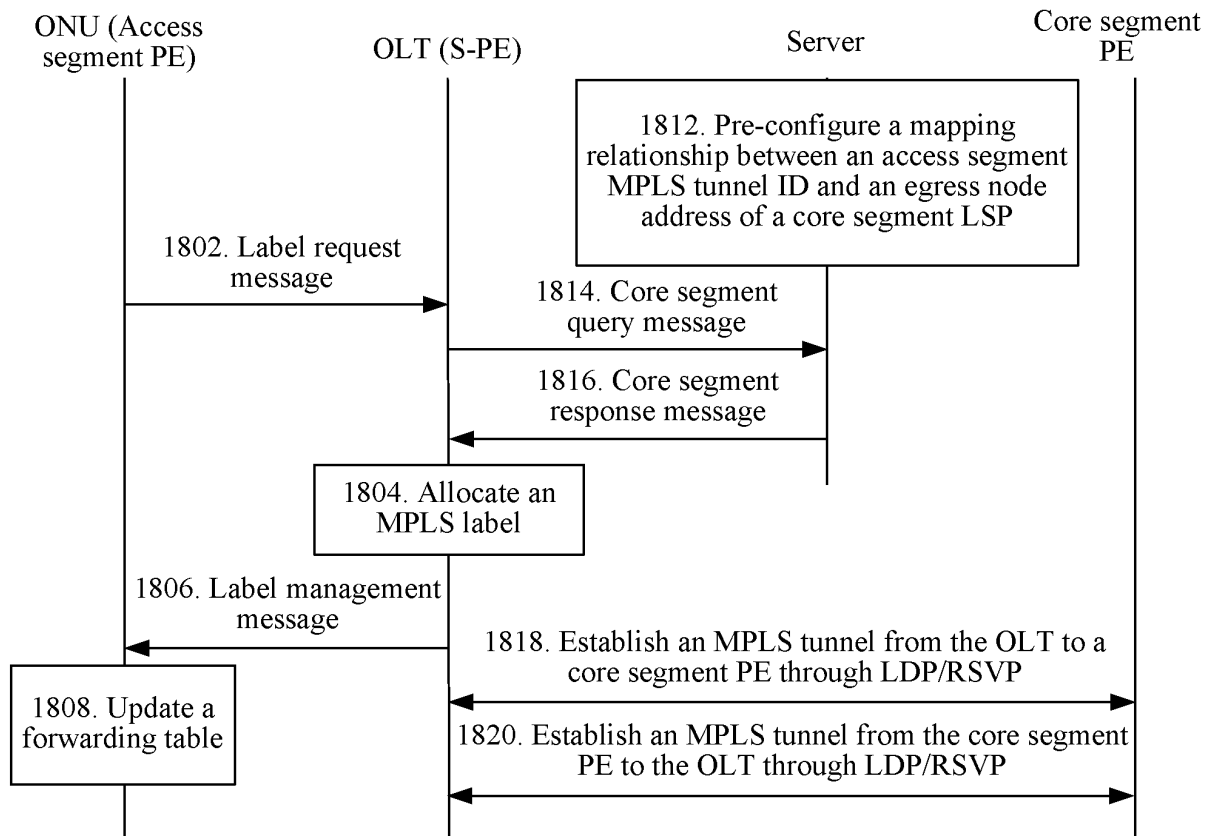 ONU (Access
segment PE)
OLT (S-PE)
Server
Core segment
PE
1812. Pre-configure a mapping
relationship between an access segment
MPLS tunnel ID and an egress node
address of a core segment LSP
1802. Label request
message
1814. Core segment
query message
1816. Core segment
response message
1804. Allocate an
MPLS label
1806. Label management
message
1818. Establish an MPLS tunnel from the OLT to a
core segment PE through LDP/RSVP
1808. Update a
forwarding table
1820. Establish an MPLS tunnel from the core segment
PE to the OLT through LDP/RSVP